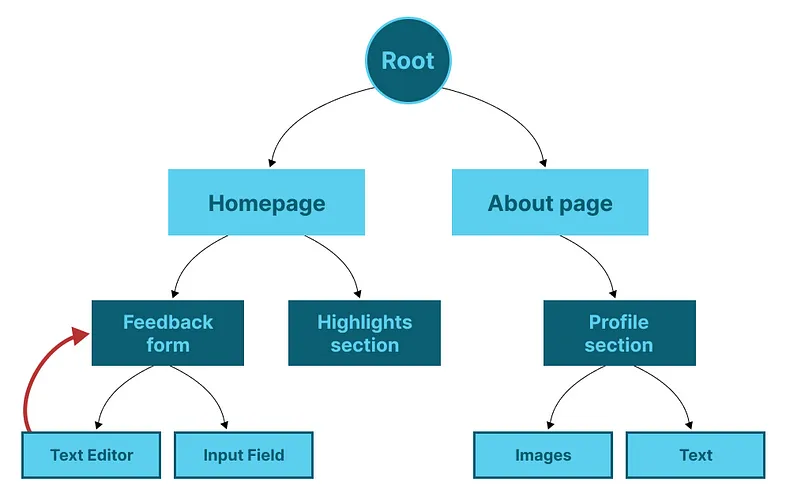 Root
Homepage
About page
Feedback
form
Highlights
section
Profile
section
Text Editor
Input Field
Images
Text